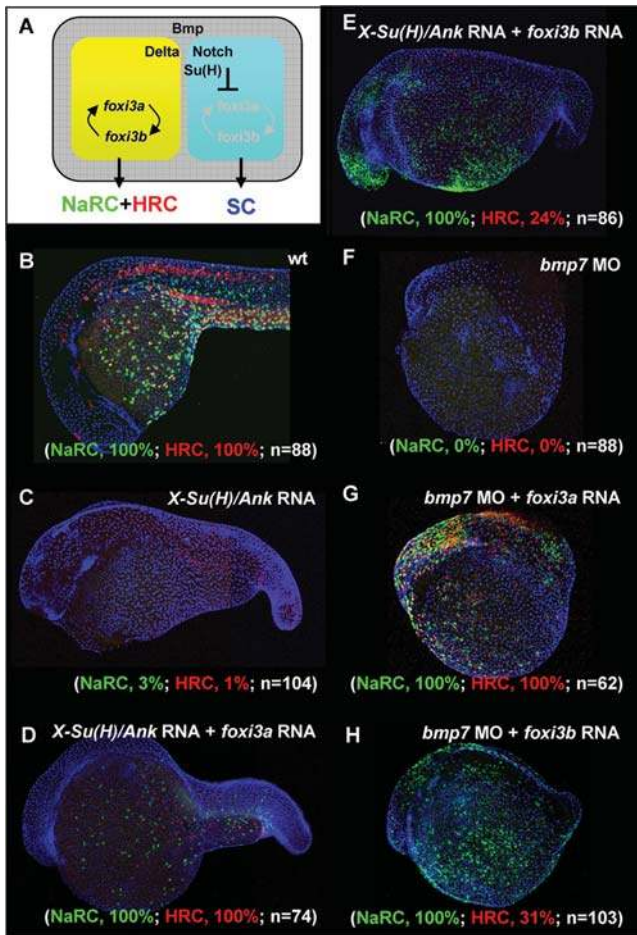 A
Bmp
Delta Notch
Su(H)
foxi3a foxi3a
foxi3b foxi3b
NaRC+HRC SC
B
wt
(NaRC, 100%; HRC, 100%; n=88)
C
X-Su(H)/Ank RNA
(NaRC, 3%; HRC, 1%; n=104)
D
X-Su(H)/Ank RNA + foxi3a RNA
(NaRC, 100%; HRC, 100%; n=74)
E
X-Su(H)/Ank RNA + foxi3b RNA
(NaRC, 100%; HRC, 24%; n=86)
F
bmp7 MO
(NaRC, 0%; HRC, 0%; n=88)
G
bmp7 MO + foxi3a RNA
(NaRC, 100%; HRC, 100%; n=62)
H
bmp7 MO + foxi3b RNA
(NaRC, 100%; HRC, 31%; n=103)